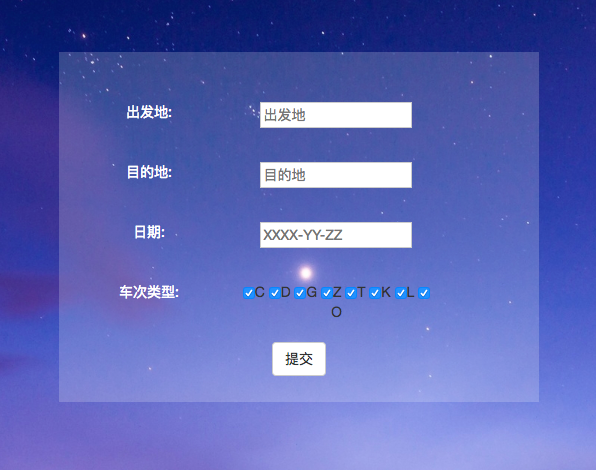 出发地: 出发地
目的地: 目的地
日期: XXXX-YY-ZZ
车次类型: C D G Z T K L
O
提交